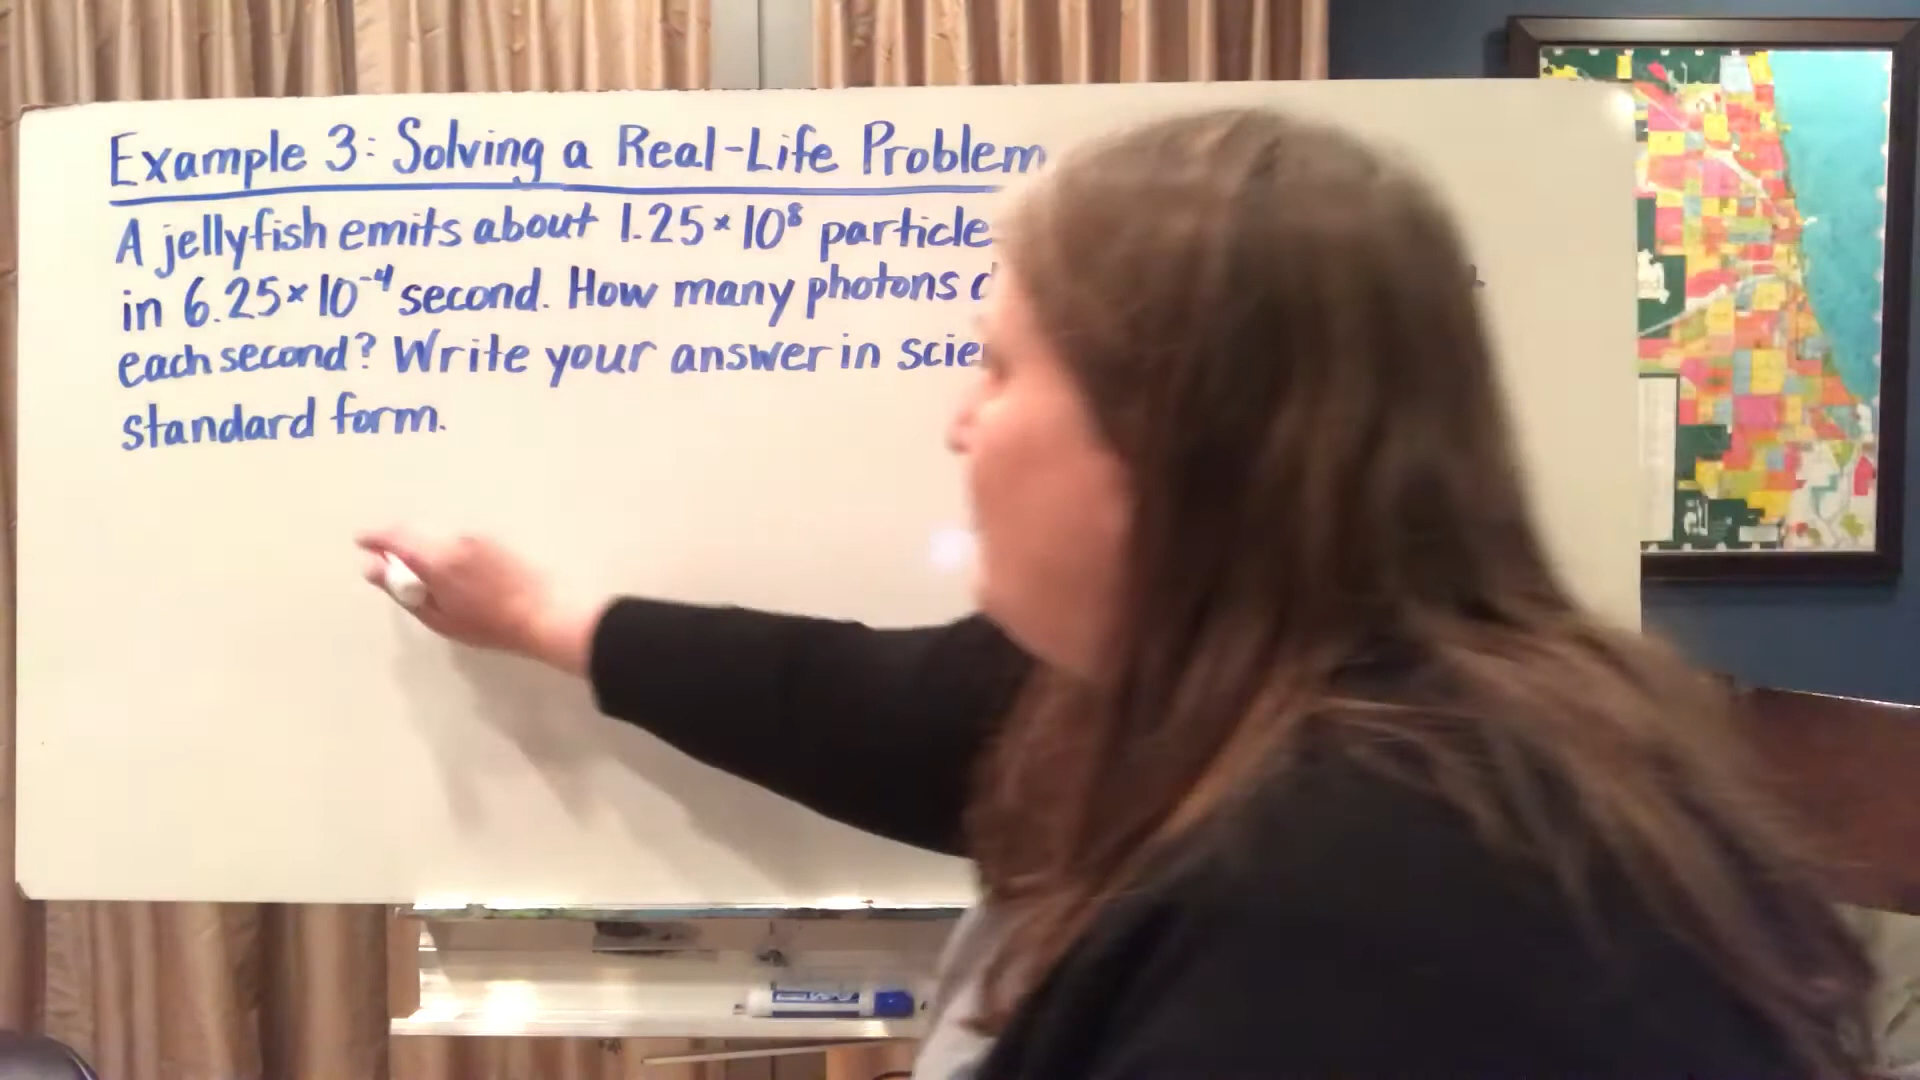 Example 3: Solving a Real-Life Problem
A jellyfish emits about 1.25 × 10⁸ particle
in 6.25 × 10⁻⁴ second. How many photons
each second? Write your answer in
standard form.
EXPO